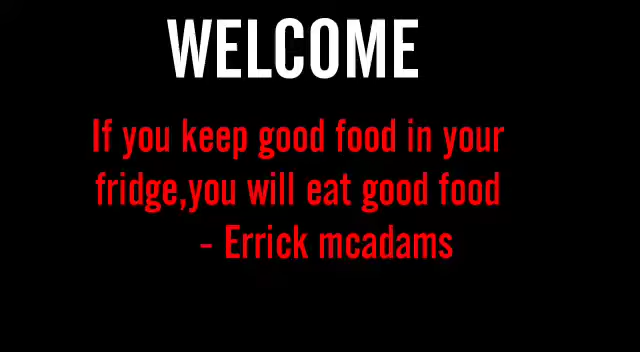 WELCOME
If you keep good food in your
fridge,you will eat good food
- Errick mcadams